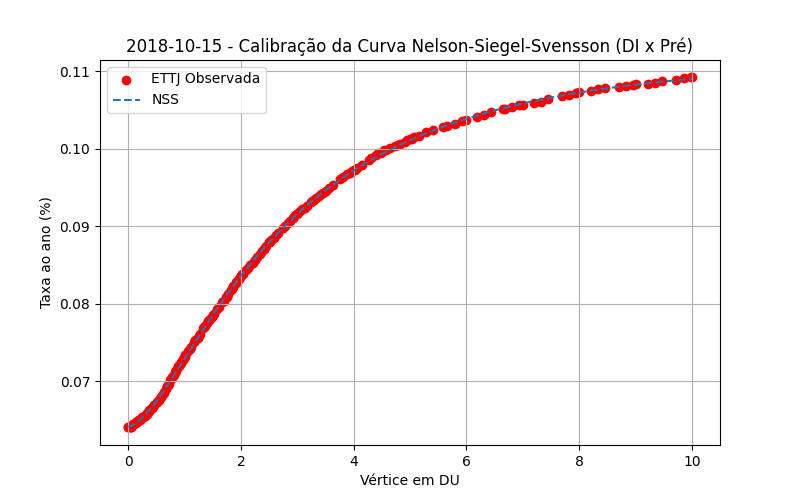 2018-10-15 - Calibração da Curva Nelson-Siegel-Svensson (DI x Pré)
ETTJ Observada
NSS
Taxa ao ano (%)
0.11
0.10
0.09
0.08
0.07
0 2 4 6 8 10
Vértice em DU